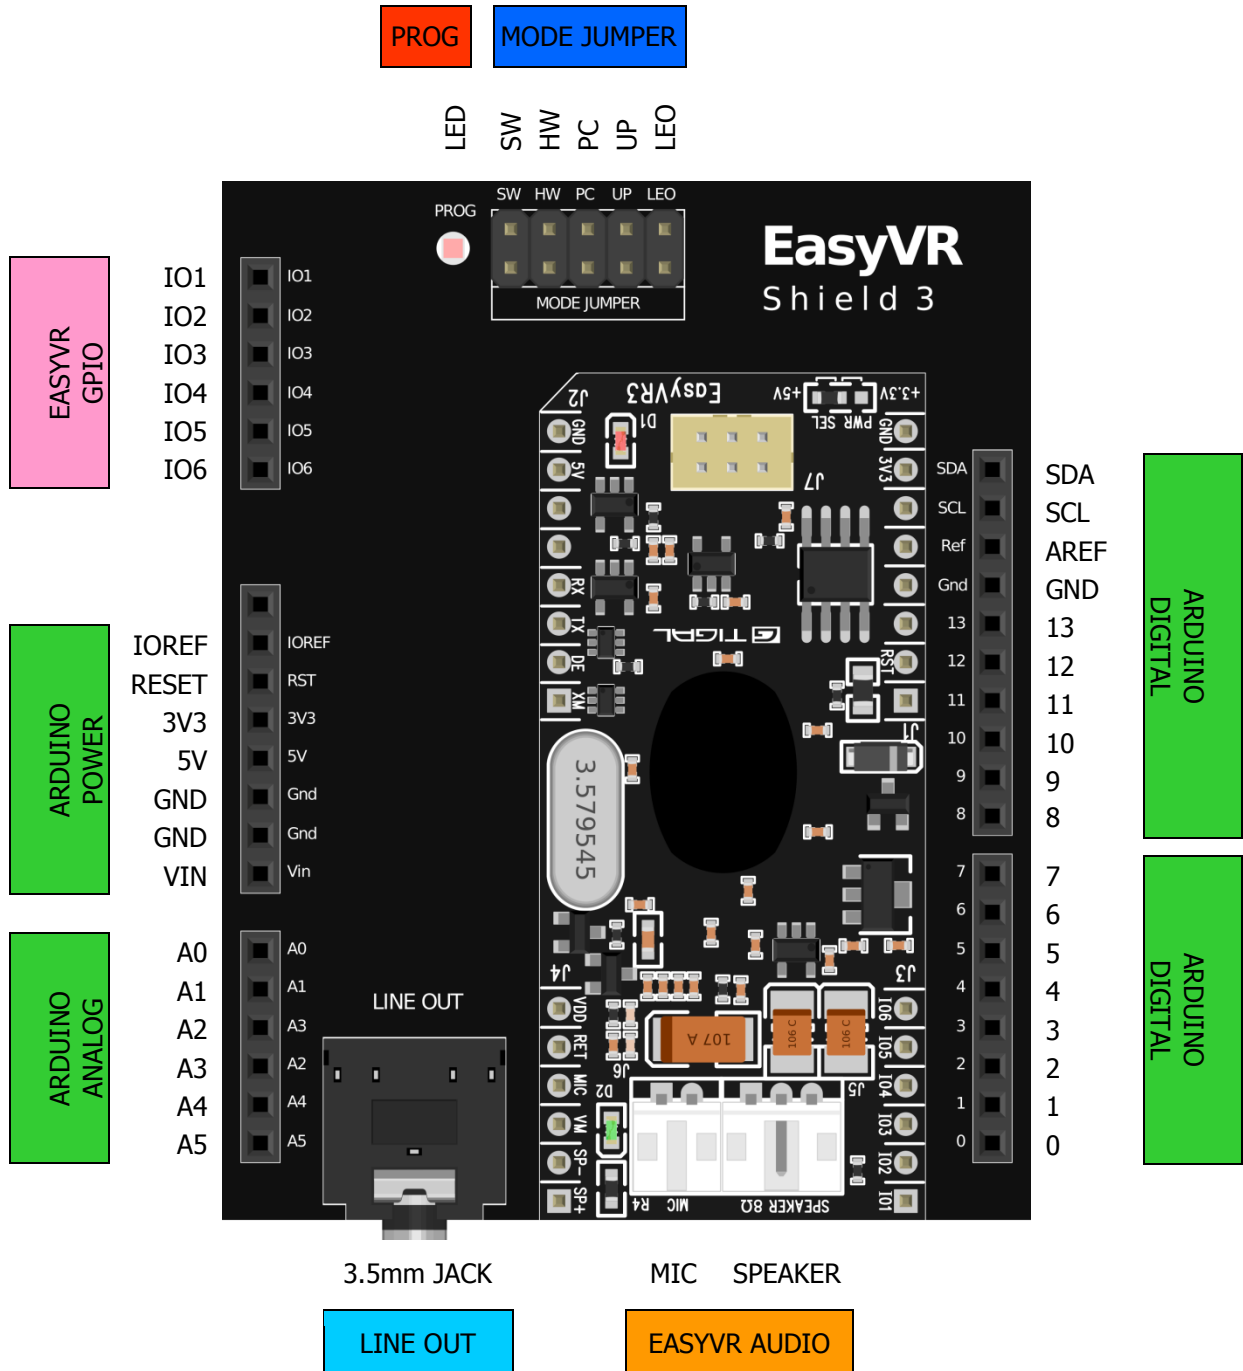 PROG
MODE JUMPER
LED
SW
HW
PC
UP
LEO
SW HW PC UP LEO
PROG
MODE JUMPER
EasyVR
Shield 3
EASYVR
GPIO
IO1
IO2
IO3
IO4
IO5
IO6
IO1
IO2
IO3
IO4
IO5
IO6
ARDUINO
POWER
IOREF
RESET
3V3
5V
GND
GND
VIN
IOREF
RST
3V3
5V
Gnd
Gnd
Vin
ARDUINO
ANALOG
A0
A1
A2
A3
A4
A5
A0
A1
A3
A2
A4
A5
LINE OUT
J2
EasyVR3
D1
+5V
+3.3V
PWR SEL
J7
GND
5V
RX
TX
DE
XM
GND
3V3
RST
J1
TIGAL
3.579545
J4
VDD
RET
MIC
VM
SP-
SP+
J6
D2
107 A
106 C
106 C
J5
J3
IO6
IO5
IO4
IO3
IO2
IO1
R4
MIC
SPEAKER 8Ω
SDA
SCL
Ref
Gnd
13
12
11
10
9
8
7
6
5
4
3
2
1
0
SDA
SCL
AREF
GND
13
12
11
10
9
8
7
6
5
4
3
2
1
0
ARDUINO
DIGITAL
ARDUINO
DIGITAL
3.5mm JACK
MIC
SPEAKER
LINE OUT
EASYVR AUDIO